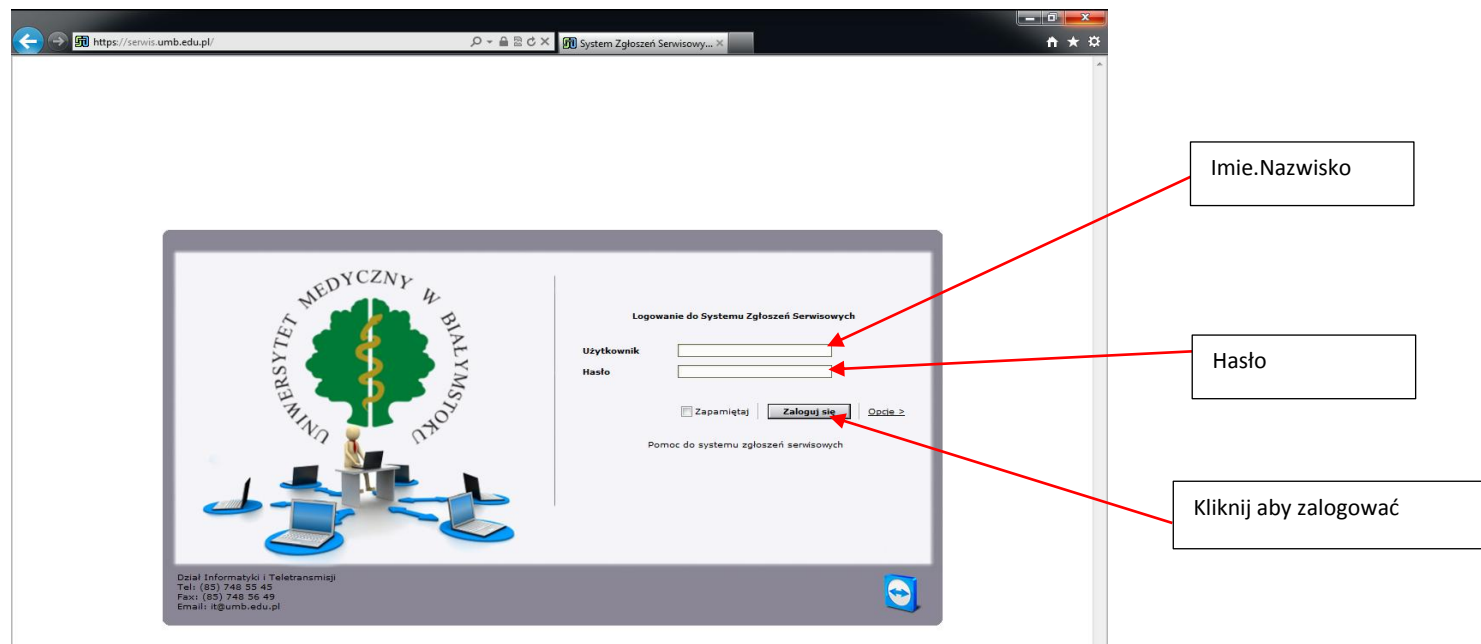 https://serwis.umb.edu.pl/
System Zgłoszeń Serwisowy...
Imie.Nazwisko
UNIWERSYTET MEDYCZNY W BIAŁYMSTOKU
Logowanie do Systemu Zgłoszeń Serwisowych
Użytkownik
Hasło
Hasło
Zapamiętaj
Zaloguj się
Opcje >
Pomoc do systemu zgłoszeń serwisowych
Kliknij aby zalogować
Dział Informatyki i Teletransmisji
Tel: (85) 748 55 45
Fax: (85) 748 56 49
Email: it@umb.edu.pl